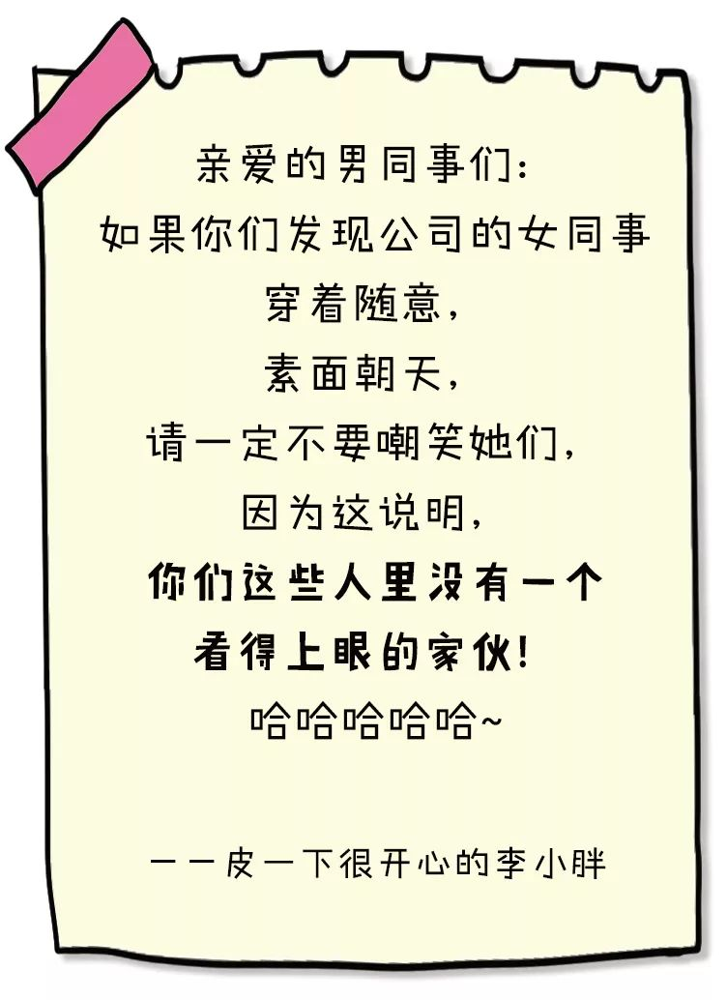 亲爱的男同事们:
如果你们发现公司的女同事
穿着随意,
素面朝天,
请一定不要嘲笑她们,
因为这说明,
你们这些人里没有一个
看得上眼的家伙!
哈哈哈哈哈~
——皮一下很开心的李小胖